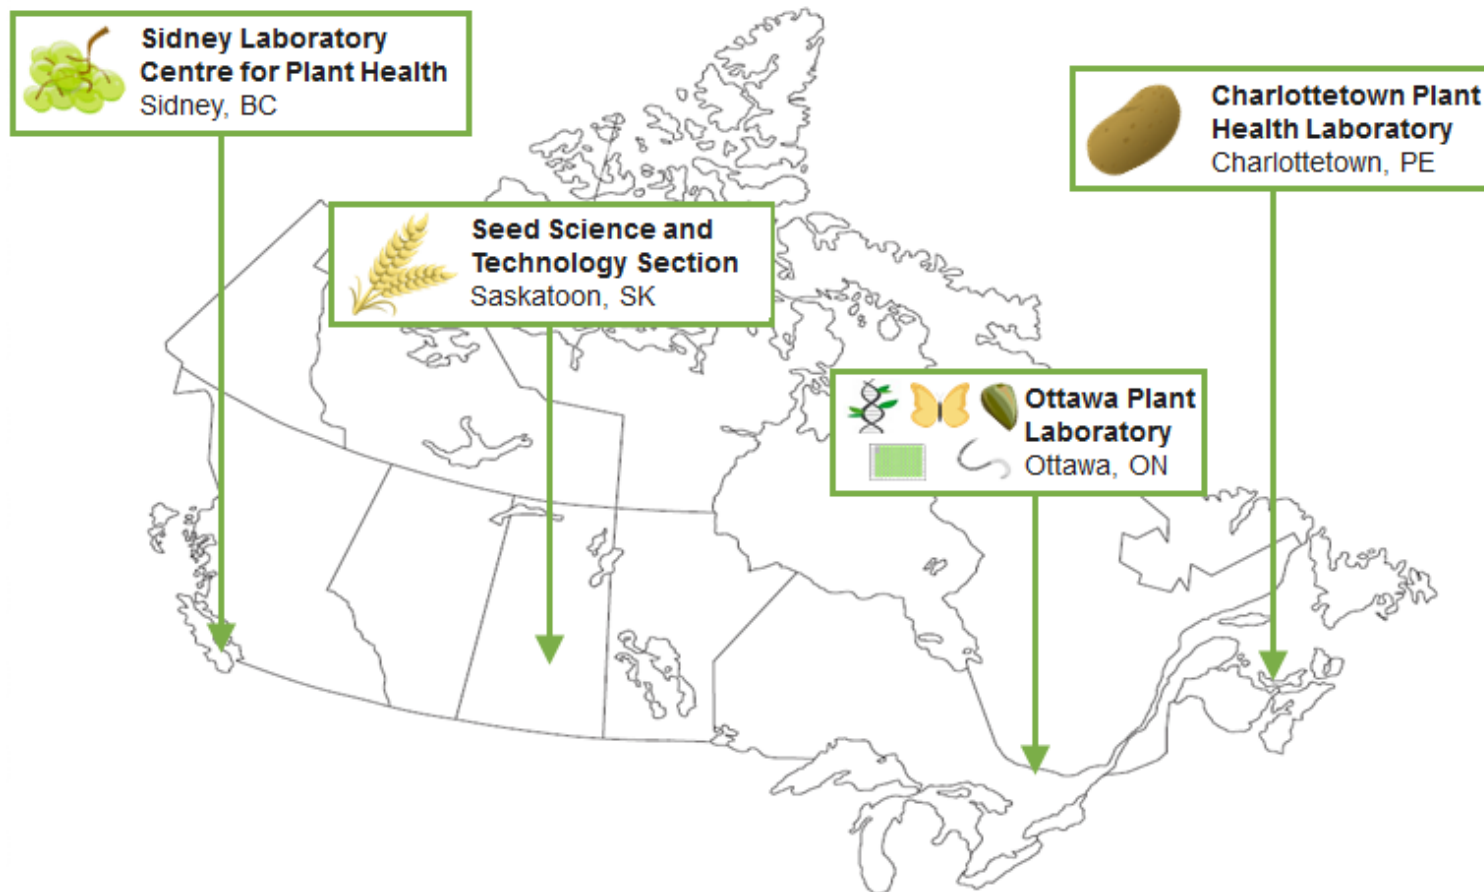 Sidney Laboratory
Centre for Plant Health
Sidney, BC
Charlottetown Plant
Health Laboratory
Charlottetown, PE
Seed Science and
Technology Section
Saskatoon, SK
Ottawa Plant
Laboratory
Ottawa, ON